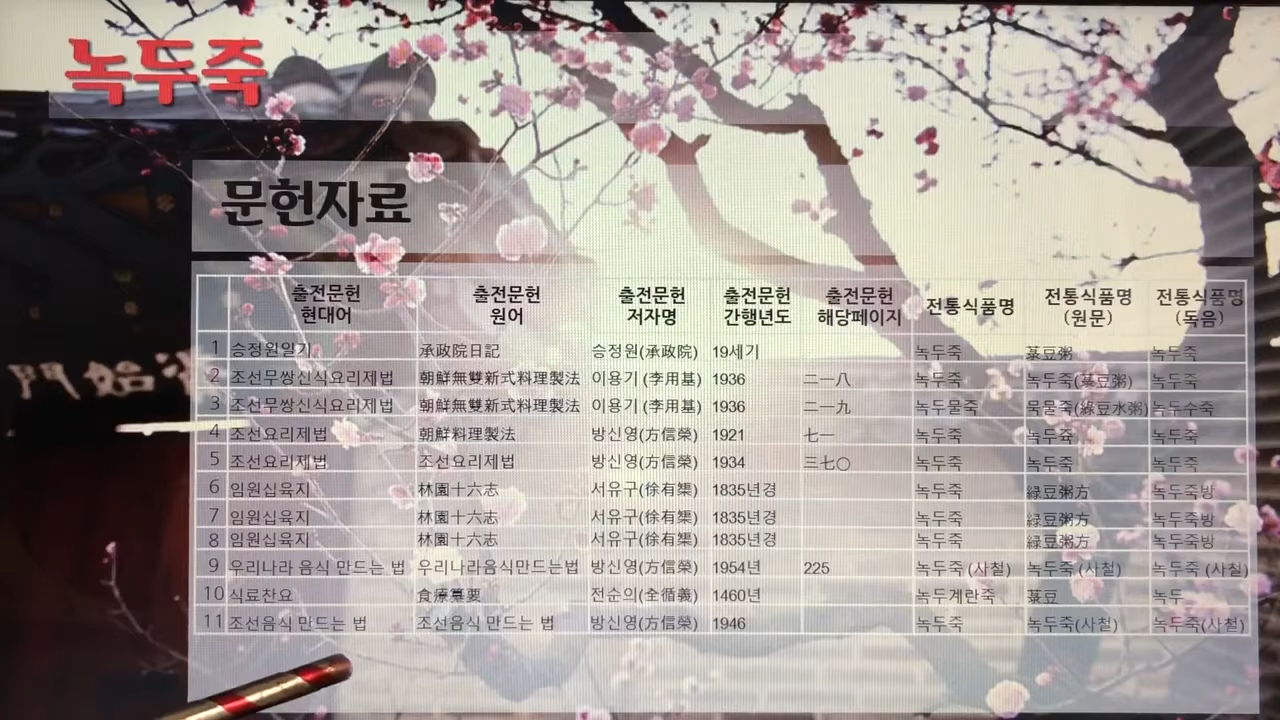 녹두죽
문헌자료
출전문헌 현대어 출전문헌 원어 출전문헌 저자명 출전문헌 간행년도 출전문헌 해당페이지 전통식품명 전통식품명 (원문) 전통식품명 (독음)
1 승정원일기 承政院日記 승정원(承政院) 19세기 녹두죽 菉豆粥 녹두죽
2 조선무쌍신식요리제법 朝鮮無雙新式料理製法 이용기 (李用基) 1936 二一八 녹두죽 녹두죽(菉豆粥) 녹두죽
3 조선무쌍신식요리제법 朝鮮無雙新式料理製法 이용기 (李用基) 1936 二一九 녹두물죽 묵물죽(綠豆水粥) 녹두수죽
4 조선요리제법 朝鮮料理製法 방신영(方信榮) 1921 七一 녹두죽 녹두쥭 녹두죽
5 조선요리제법 조선요리제법 방신영(方信榮) 1934 三七〇 녹두죽 녹두죽 녹두죽
6 임원십육지 林園十六志 서유구(徐有榘) 1835년경 녹두죽 緑豆粥方 녹두죽방
7 임원십육지 林園十六志 서유구(徐有榘) 1835년경 녹두죽 緑豆粥方 녹두죽방
8 임원십육지 林園十六志 서유구(徐有榘) 1835년경 녹두죽 緑豆粥方 녹두죽방
9 우리나라 음식 만드는 법 우리나라음식만드는법 방신영(方信榮) 1954년 225 녹두죽 (사철) 녹두죽 (사철) 녹두죽 (사철)
10 식료찬요 食療纂要 전순의(全循義) 1460년 녹두계란죽 菉豆 녹두
11 조선음식 만드는 법 조선음식 만드는 법 방신영(方信榮) 1946 녹두죽 녹두죽(사철) 녹두죽(사철)